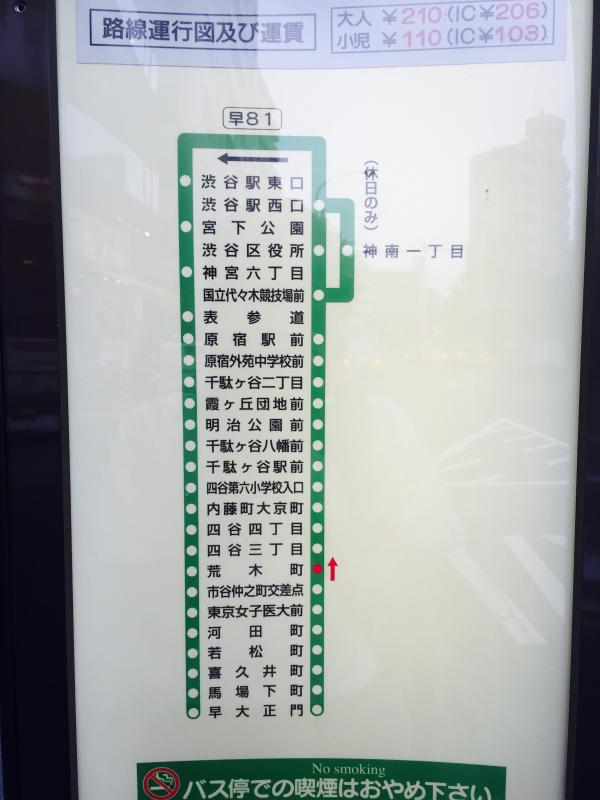 路線運行図及び運賃
大人 ¥210(IC¥206)
小児 ¥110(IC¥103)
早81
渋谷駅東口
渋谷駅西口
(休日のみ)
宮下公園
渋谷区役所
神南一丁目
神宮六丁目
国立代々木競技場前
表参道
原宿駅前
原宿外苑中学校前
千駄ヶ谷二丁目
霞ヶ丘団地前
明治公園前
千駄ヶ谷八幡前
千駄ヶ谷駅前
四谷第六小学校入口
内藤町大京町
四谷四丁目
四谷三丁目
荒木町
市谷仲之町交差点
東京女子医大前
河田町
若松町
喜久井町
馬場下町
早大正門
No smoking
バス停での喫煙はおやめ下さい